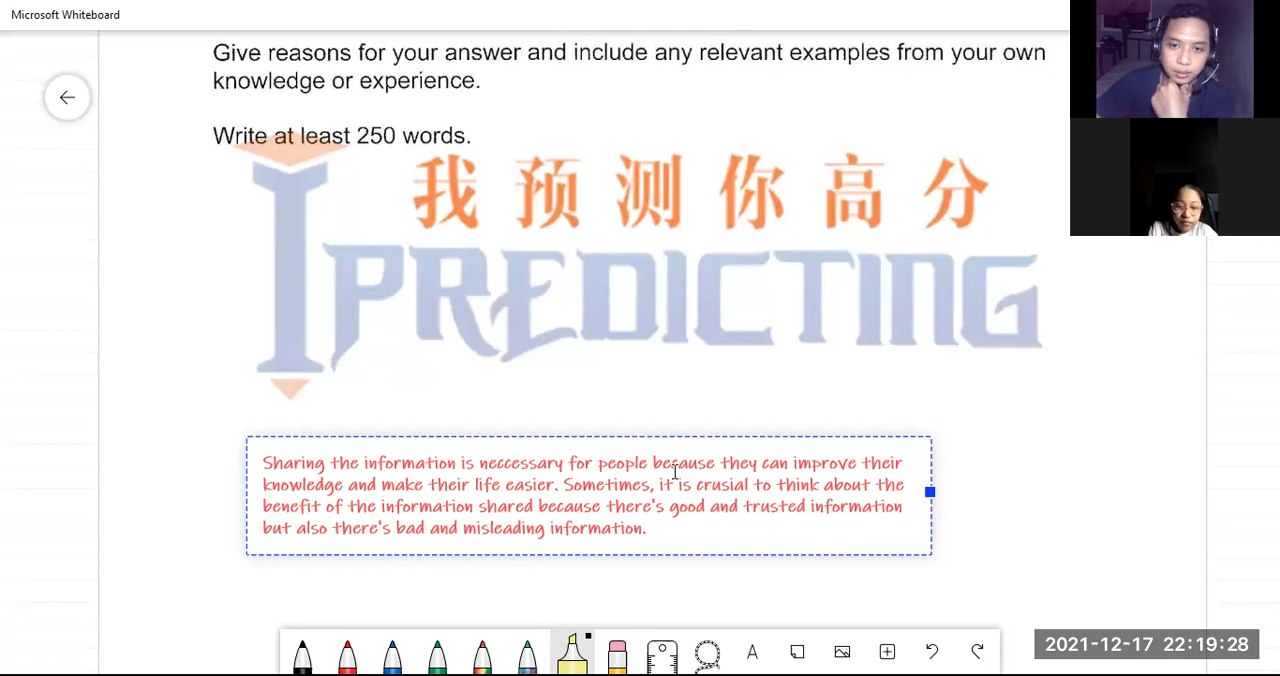 Microsoft Whiteboard
Give reasons for your answer and include any relevant examples from your own
knowledge or experience.
Write at least 250 words.
我预测你高分
IPREDICTING
Sharing the information is neccessary for people because they can improve their
knowledge and make their life easier. Sometimes, it is crusial to think about the
benefit of the information shared because there's good and trusted information
but also there's bad and misleading information.
A
2021-12-17 22:19:28